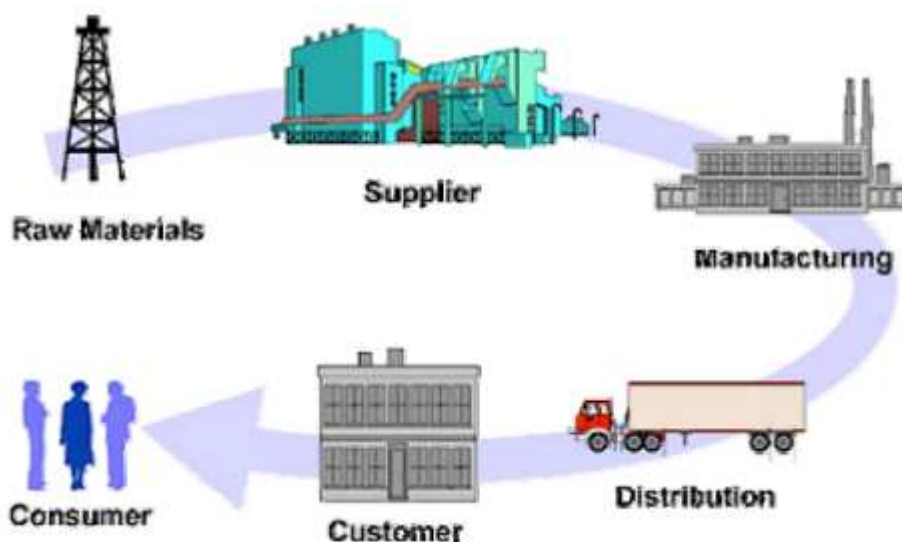 Raw Materials
Supplier
Manufacturing
Distribution
Customer
Consumer